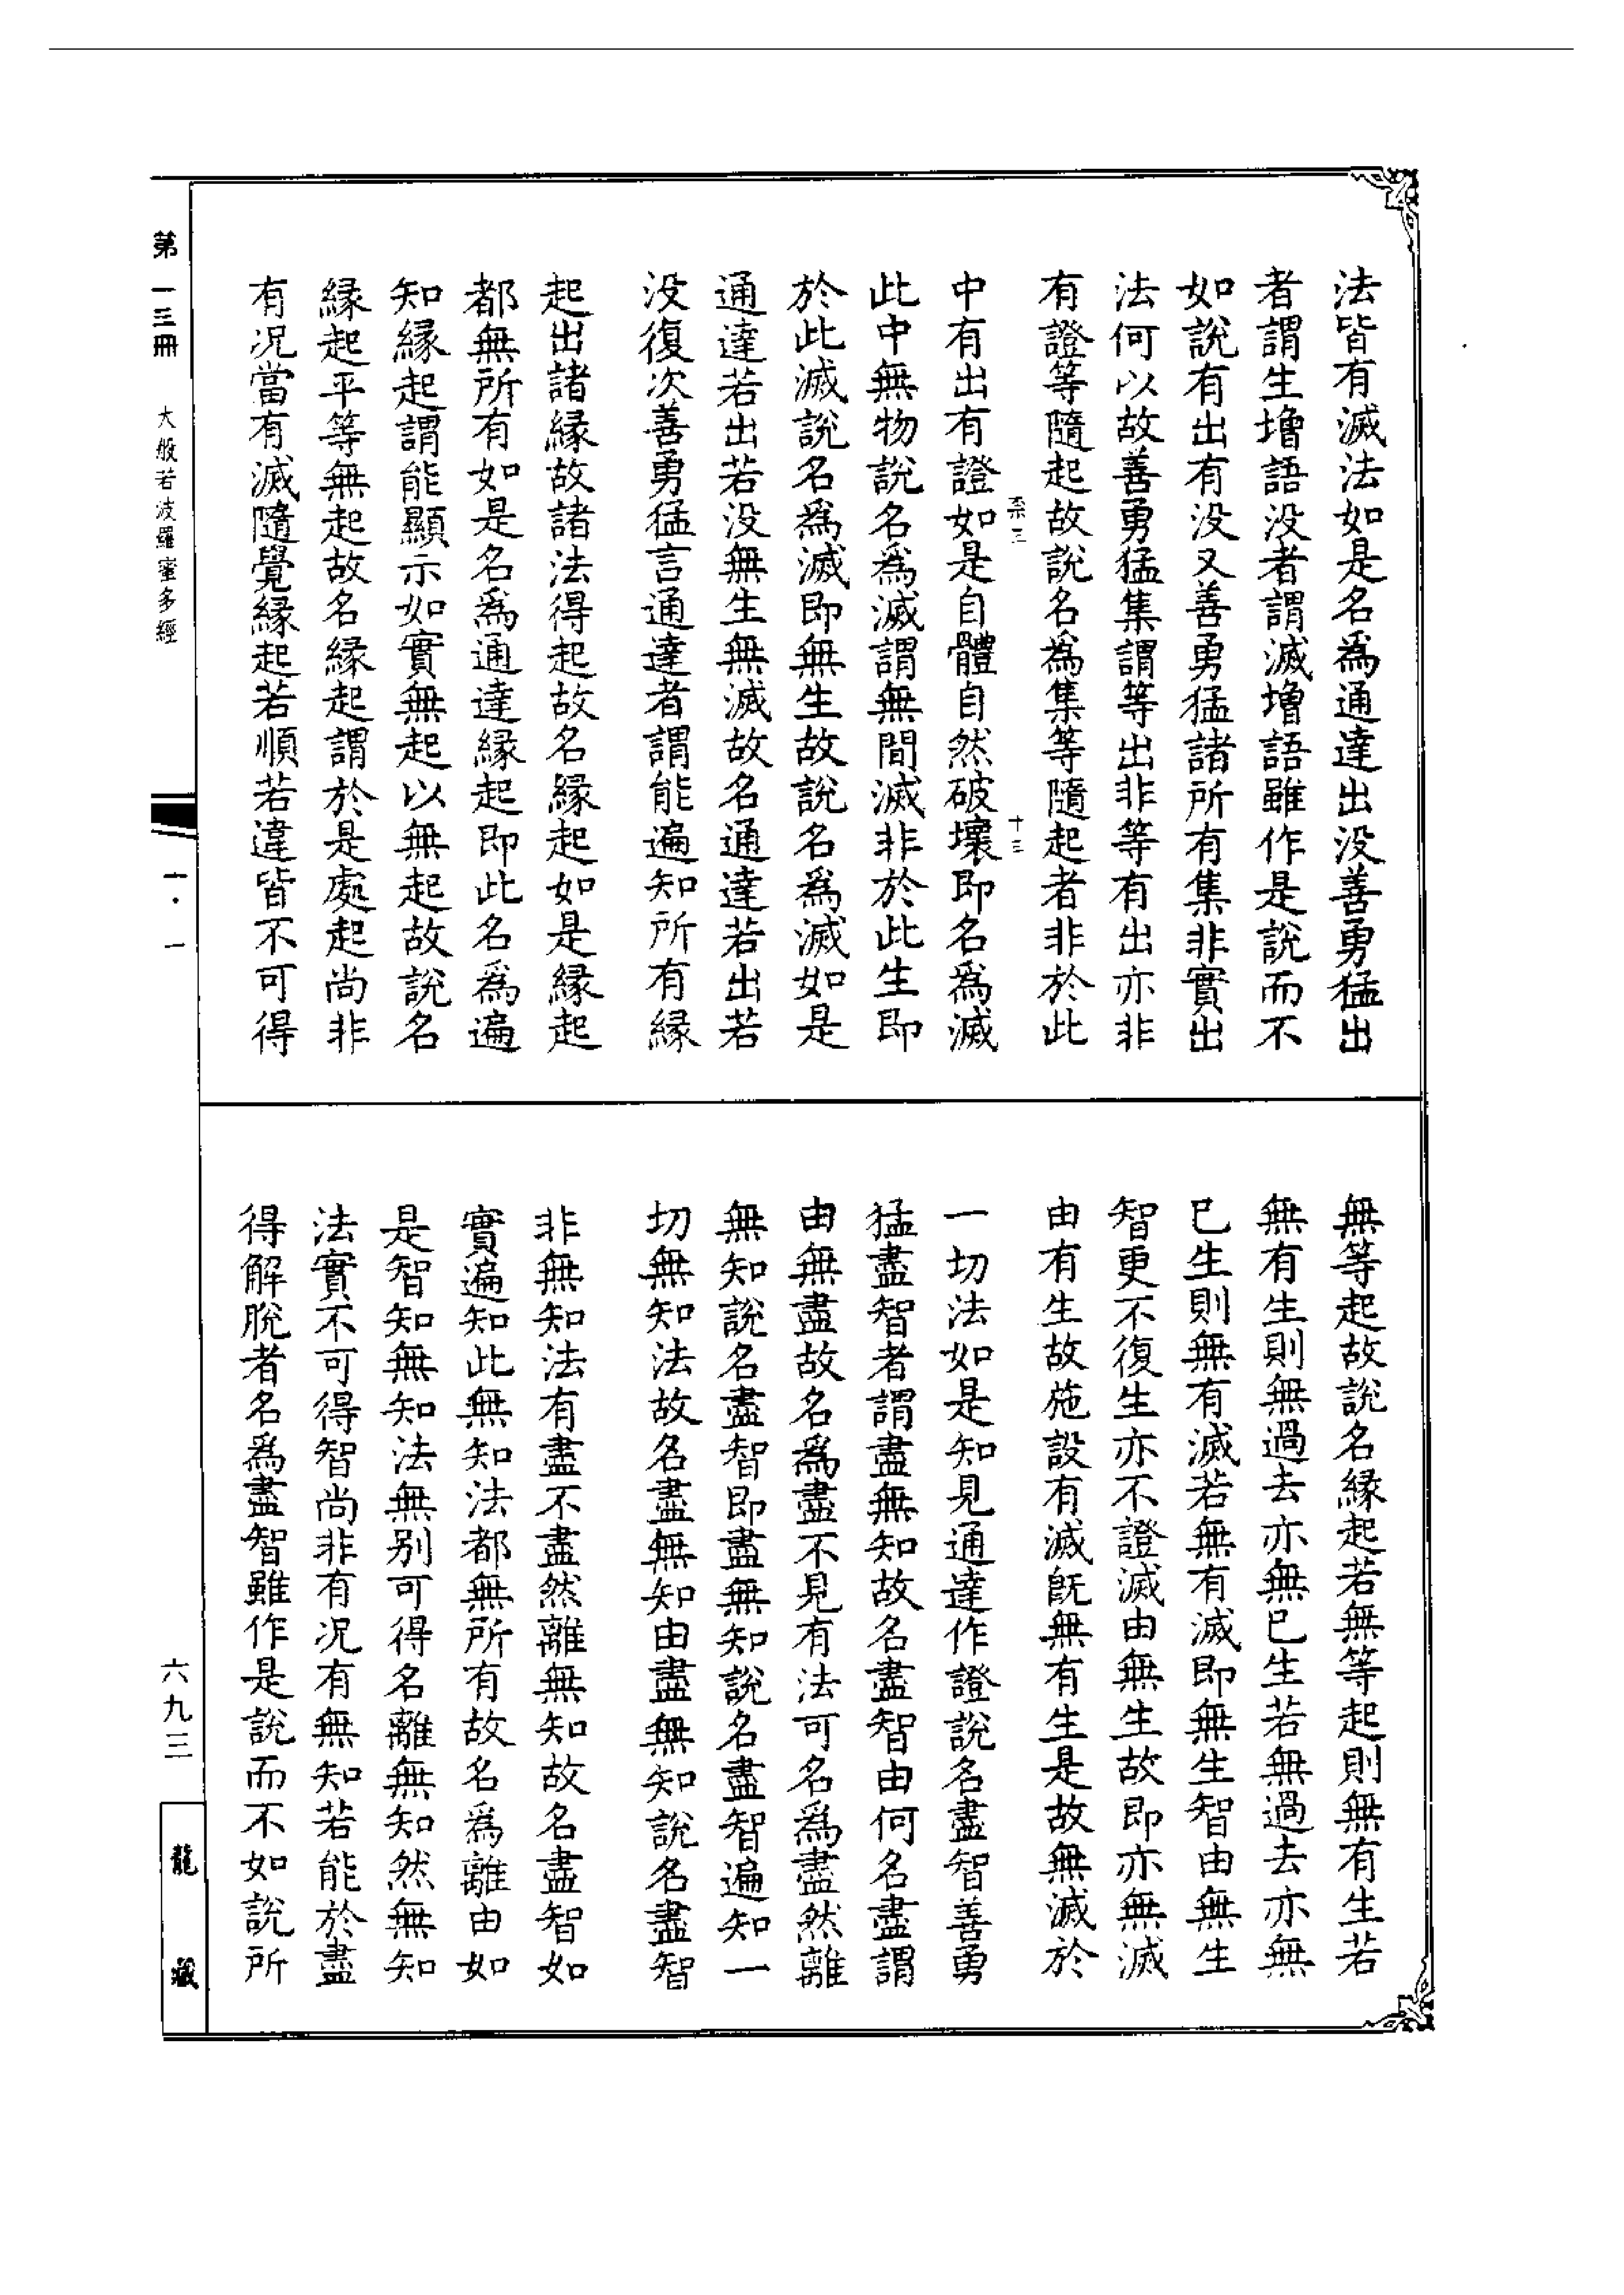 法皆有滅法如是名為通達出没善勇猛出
者謂生增語没者謂滅增語雖作是說而不
如說有出有没又善勇猛諸所有集非實出
法何以故善勇猛集謂等出非等有出亦非
有證等隨起故說名為集等隨起者非於此
中有出有證如是自體自然破壞即名為滅
此中無物說名為滅謂無間滅非於此生即
於此滅說名為滅即無生故說名為滅如是
通達若出若没無生無滅故名通達若出若
没復次善勇猛言通達者謂能遍知所有緣
起出諸緣故諸法得起故名緣起如是緣起
都無所有如是名為通達緣起即此名為遍
知緣起謂能顯示如實無起以無起故說名
緣起平等無起故名緣起謂於是處起尚非
有况當有滅隨覺緣起若順若違皆不可得
無等起故說名緣起若無等起則無有生若
無有生則無過去亦無已生若無過去亦無
已生則無有滅若無有滅即無生智由無生
智更不復生亦不證滅由無生故即亦無滅
由有生故施設有滅既無有生是故無滅於
一切法如是知見通達作證說名盡智善勇
猛盡智者謂盡無知故名盡智由何名盡謂
由無盡故名為盡不見有法可名為盡然離
無知說名盡智即盡無知說名盡智遍知一
切無知法故名盡無知由盡無知說名盡智
非無知法有盡不盡然離無知故名盡智如
實遍知此無知法都無所有故名為離由如
是智知無知法無別可得名離無知然無知
法實不可得智尚非有况有無知若能於盡
得解脫者名為盡智雖作是說而不如說所
柰三
十三
第一三冊
大般若波羅蜜多經
一·一
六九三
龍藏